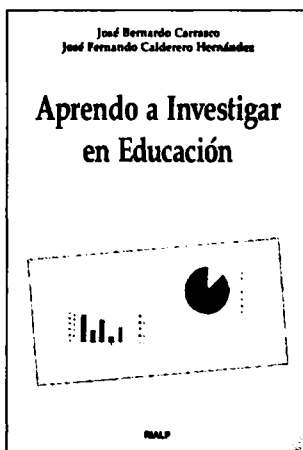 José Bernardo Carrasco
José Fernando Calderero Hernández
Aprendo a Investigar
en Educación
RIALP